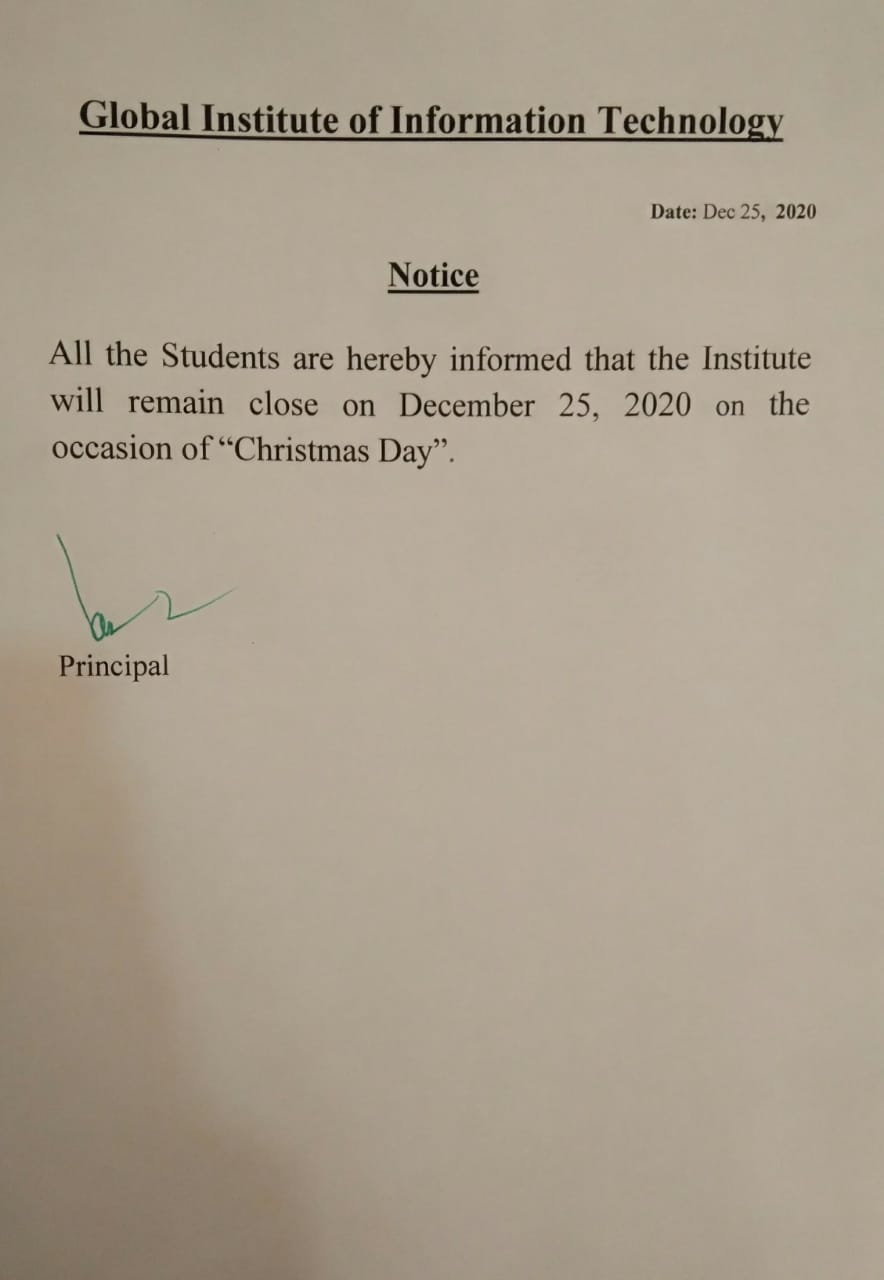 Global Institute of Information Technology
Date: Dec 25, 2020
Notice
All the Students are hereby informed that the Institute
will remain close on December 25, 2020 on the
occasion of “Christmas Day”.
Principal